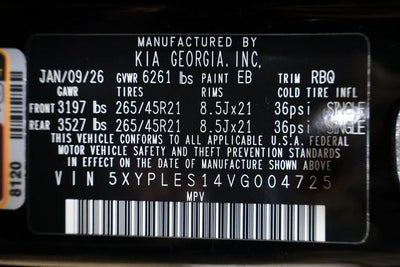 MANUFACTURED BY
KIA GEORGIA, INC.
JAN/09/26 GVWR 6261 lbs PAINT EB TRIM RBQ
GAWR TIRES RIMS COLD TIRE INFL
FRONT 3197 lbs 265/45R21 8.5Jx21 36psi SINGLE
REAR 3527 lbs 265/45R21 8.5Jx21 36psi SINGLE
THIS VEHICLE CONFORMS TO ALL APPLICABLE U.S.A. FEDERAL
MOTOR VEHICLE SAFETY AND THEFT PREVENTION STANDARDS
IN EFFECT ON THE DATE OF MANUFACTURE SHOWN ABOVE
VIN 5XYPLES14VG004725
MPV
8120